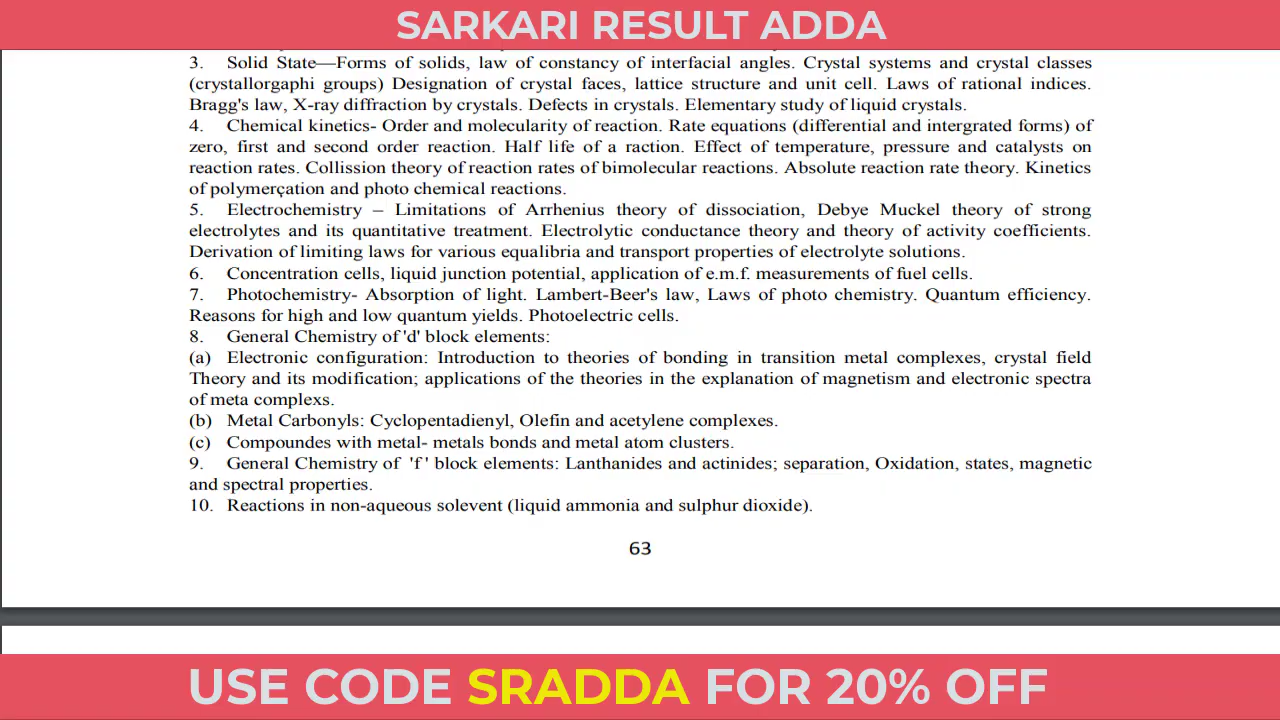 SARKARI RESULT ADDA
3. Solid State—Forms of solids, law of constancy of interfacial angles. Crystal systems and crystal classes
(crystallorgaphi groups) Designation of crystal faces, lattice structure and unit cell. Laws of rational indices.
Bragg's law, X-ray diffraction by crystals. Defects in crystals. Elementary study of liquid crystals.
4. Chemical kinetics- Order and molecularity of reaction. Rate equations (differential and intergrated forms) of
zero, first and second order reaction. Half life of a raction. Effect of temperature, pressure and catalysts on
reaction rates. Collission theory of reaction rates of bimolecular reactions. Absolute reaction rate theory. Kinetics
of polymerçation and photo chemical reactions.
5. Electrochemistry – Limitations of Arrhenius theory of dissociation, Debye Muckel theory of strong
electrolytes and its quantitative treatment. Electrolytic conductance theory and theory of activity coefficients.
Derivation of limiting laws for various equalibria and transport properties of electrolyte solutions.
6. Concentration cells, liquid junction potential, application of e.m.f. measurements of fuel cells.
7. Photochemistry- Absorption of light. Lambert-Beer's law, Laws of photo chemistry. Quantum efficiency.
Reasons for high and low quantum yields. Photoelectric cells.
8. General Chemistry of 'd' block elements:
(a) Electronic configuration: Introduction to theories of bonding in transition metal complexes, crystal field
Theory and its modification; applications of the theories in the explanation of magnetism and electronic spectra
of meta complexs.
(b) Metal Carbonyls: Cyclopentadienyl, Olefin and acetylene complexes.
(c) Compoundes with metal- metals bonds and metal atom clusters.
9. General Chemistry of 'f ' block elements: Lanthanides and actinides; separation, Oxidation, states, magnetic
and spectral properties.
10. Reactions in non-aqueous solevent (liquid ammonia and sulphur dioxide).
63
USE CODE SRADDA FOR 20% OFF